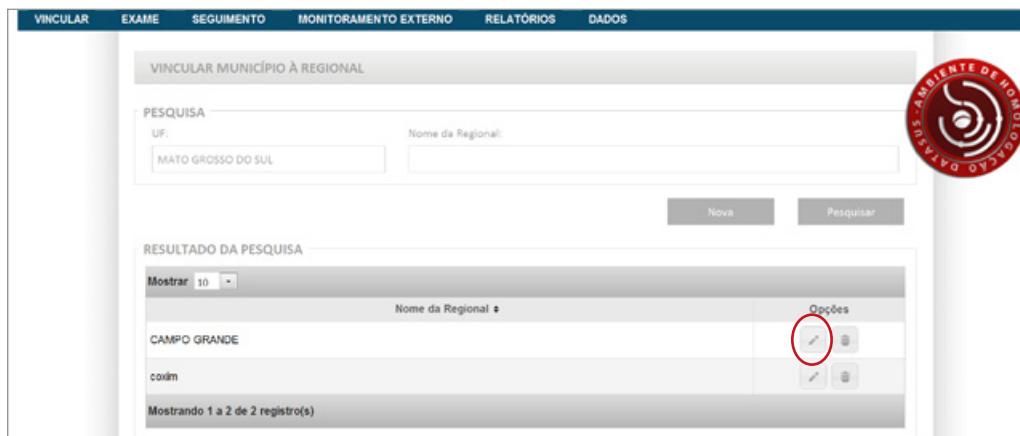 VINCULAR EXAME SEGUIMENTO MONITORAMENTO EXTERNO RELATÓRIOS DADOS
VINCULAR MUNICÍPIO À REGIONAL
AMBIENTE DE HOMOLOGAÇÃO DATASUS -
PESQUISA
UF: Nome da Regional:
MATO GROSSO DO SUL
Nova Pesquisar
RESULTADO DA PESQUISA
Mostrar 10
Nome da Regional Opções
CAMPO GRANDE
coxim
Mostrando 1 a 2 de 2 registro(s)